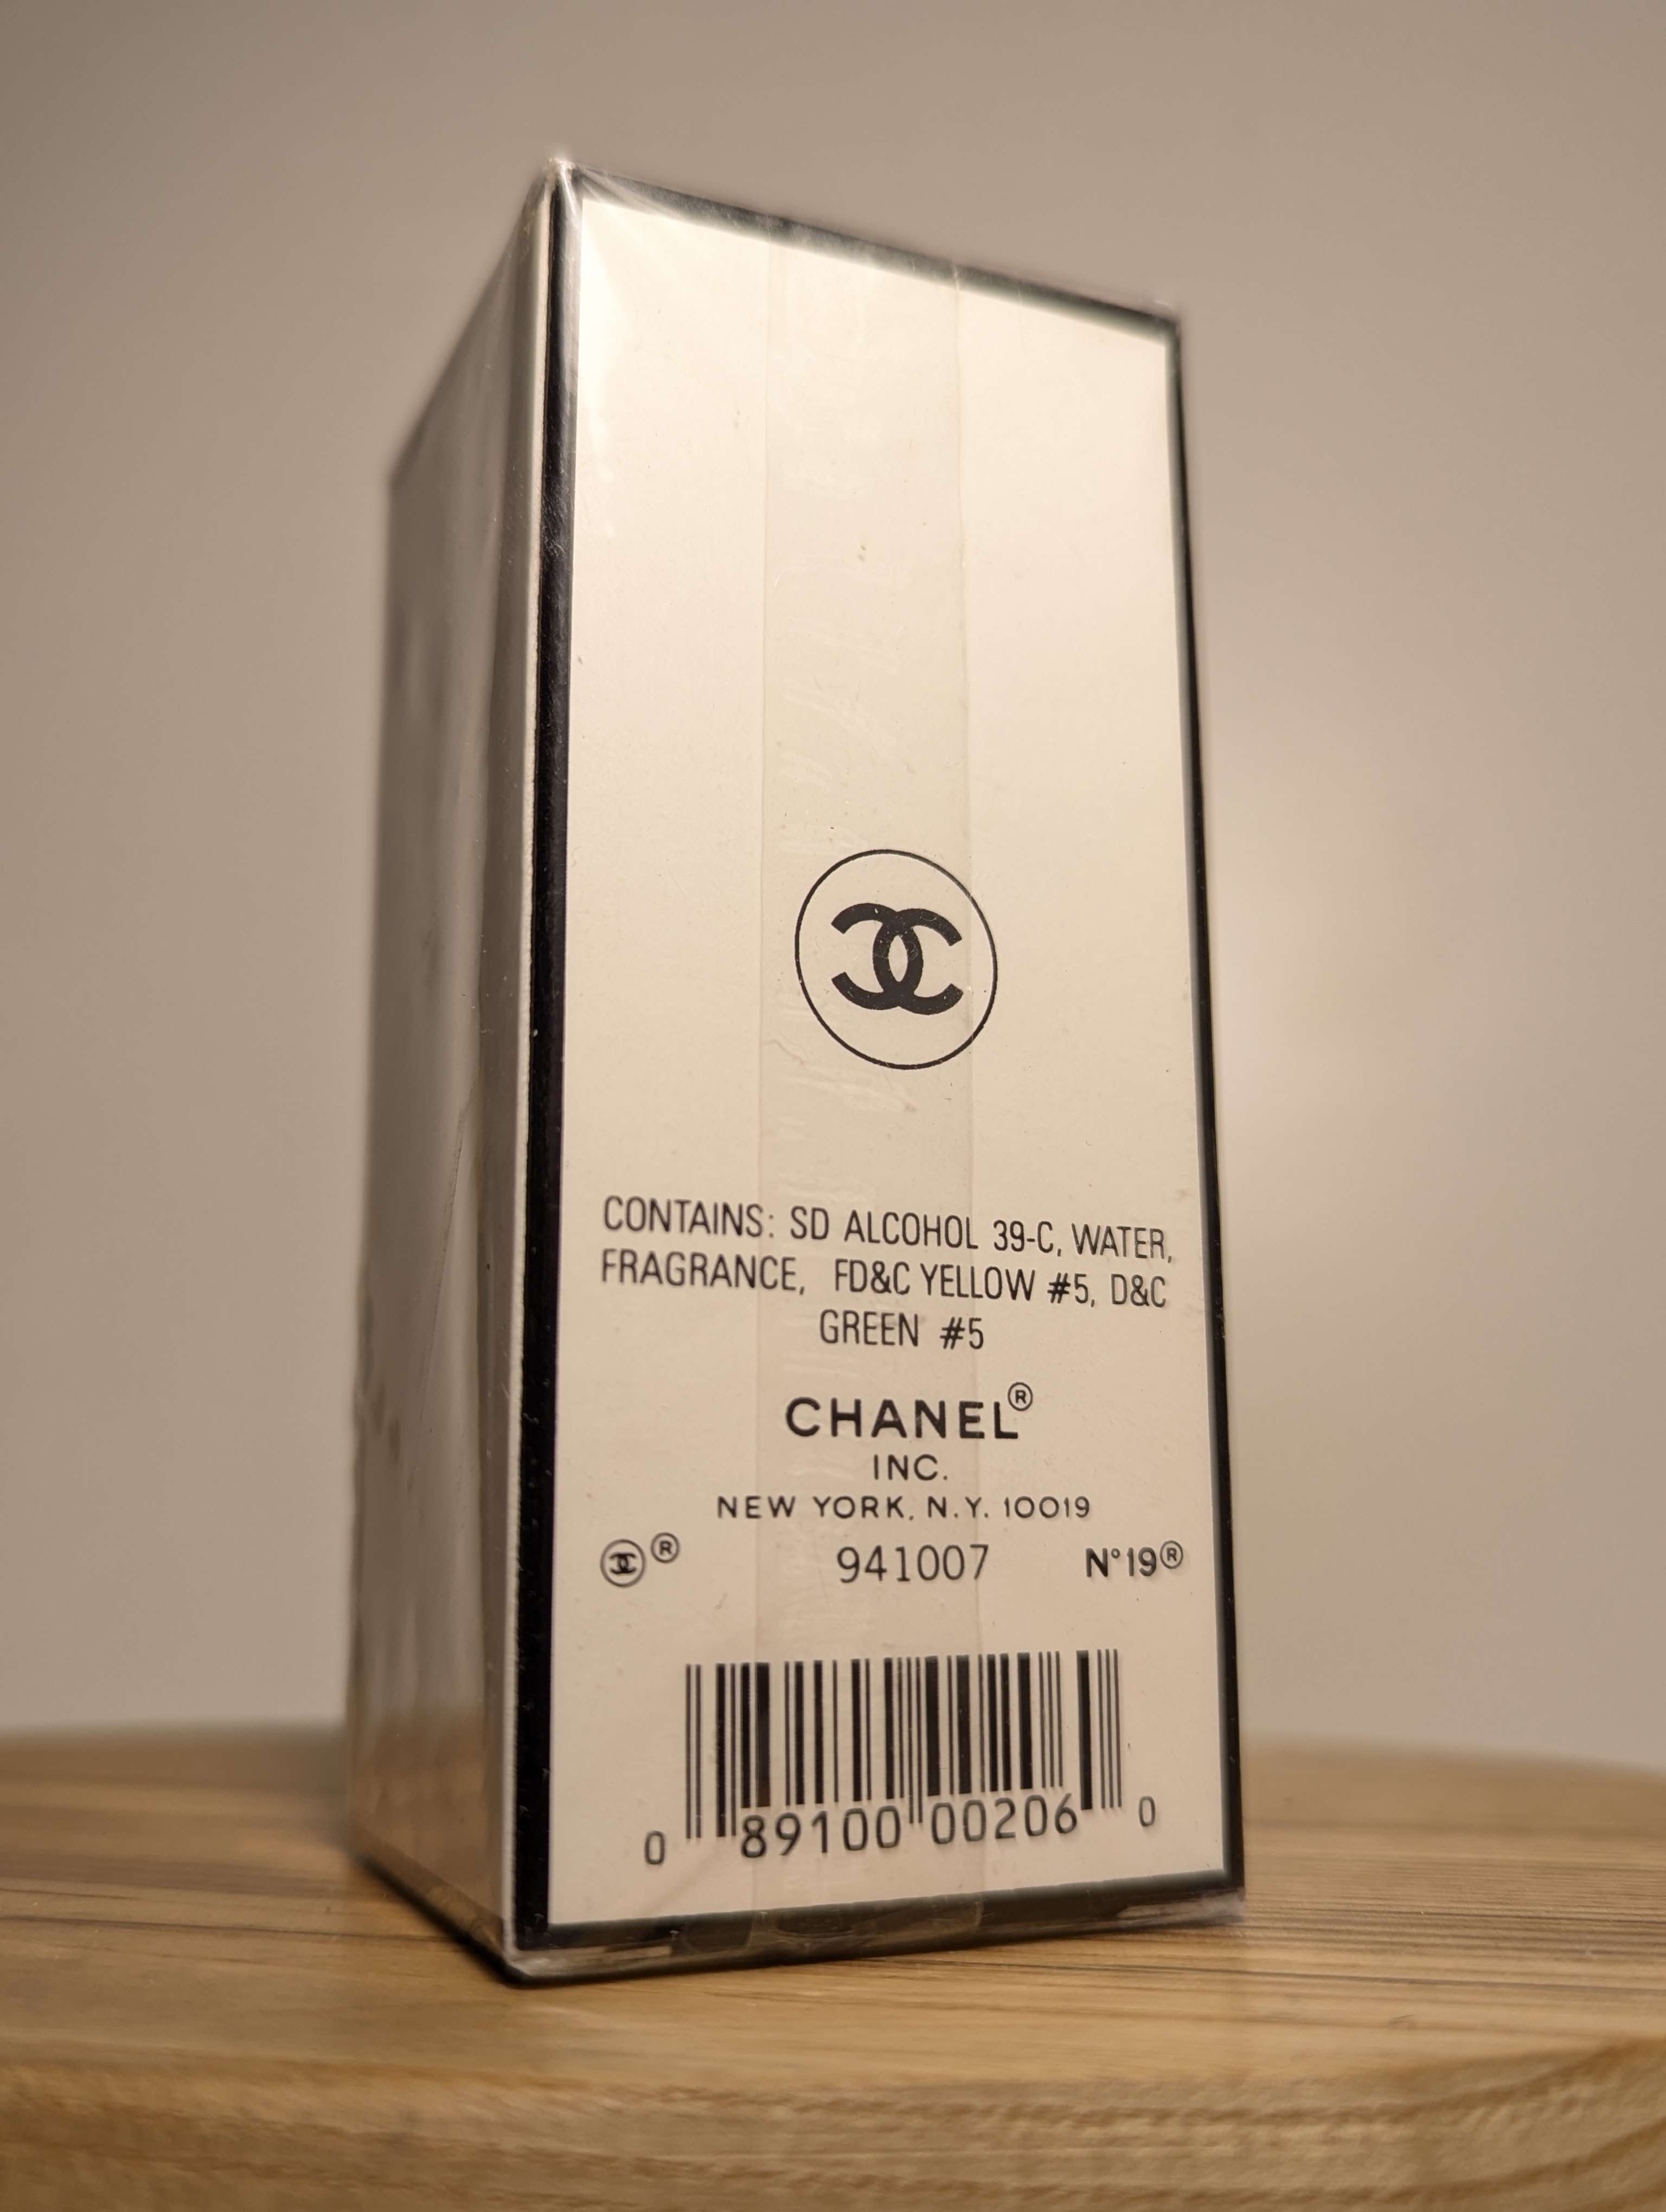 CONTAINS: SD ALCOHOL 39-C, WATER,
FRAGRANCE, FD&C YELLOW #5, D&C
GREEN #5
CHANEL®
INC.
NEW YORK, N.Y. 10019
® 941007 N°19®
0 89100 00206 0